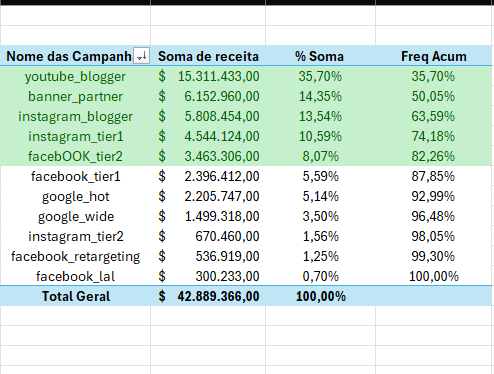 Nome das Campanh Soma de receita % Soma Freq Acum
youtube_blogger $ 15.311.433,00 35,70% 35,70%
banner_partner $ 6.152.960,00 14,35% 50,05%
instagram_blogger $ 5.808.454,00 13,54% 63,59%
instagram_tier1 $ 4.544.124,00 10,59% 74,18%
facebOOK_tier2 $ 3.463.306,00 8,07% 82,26%
facebook_tier1 $ 2.396.412,00 5,59% 87,85%
google_hot $ 2.205.747,00 5,14% 92,99%
google_wide $ 1.499.318,00 3,50% 96,48%
instagram_tier2 $ 670.460,00 1,56% 98,05%
facebook_retargeting $ 536.919,00 1,25% 99,30%
facebook_lal $ 300.233,00 0,70% 100,00%
Total Geral $ 42.889.366,00 100,00%